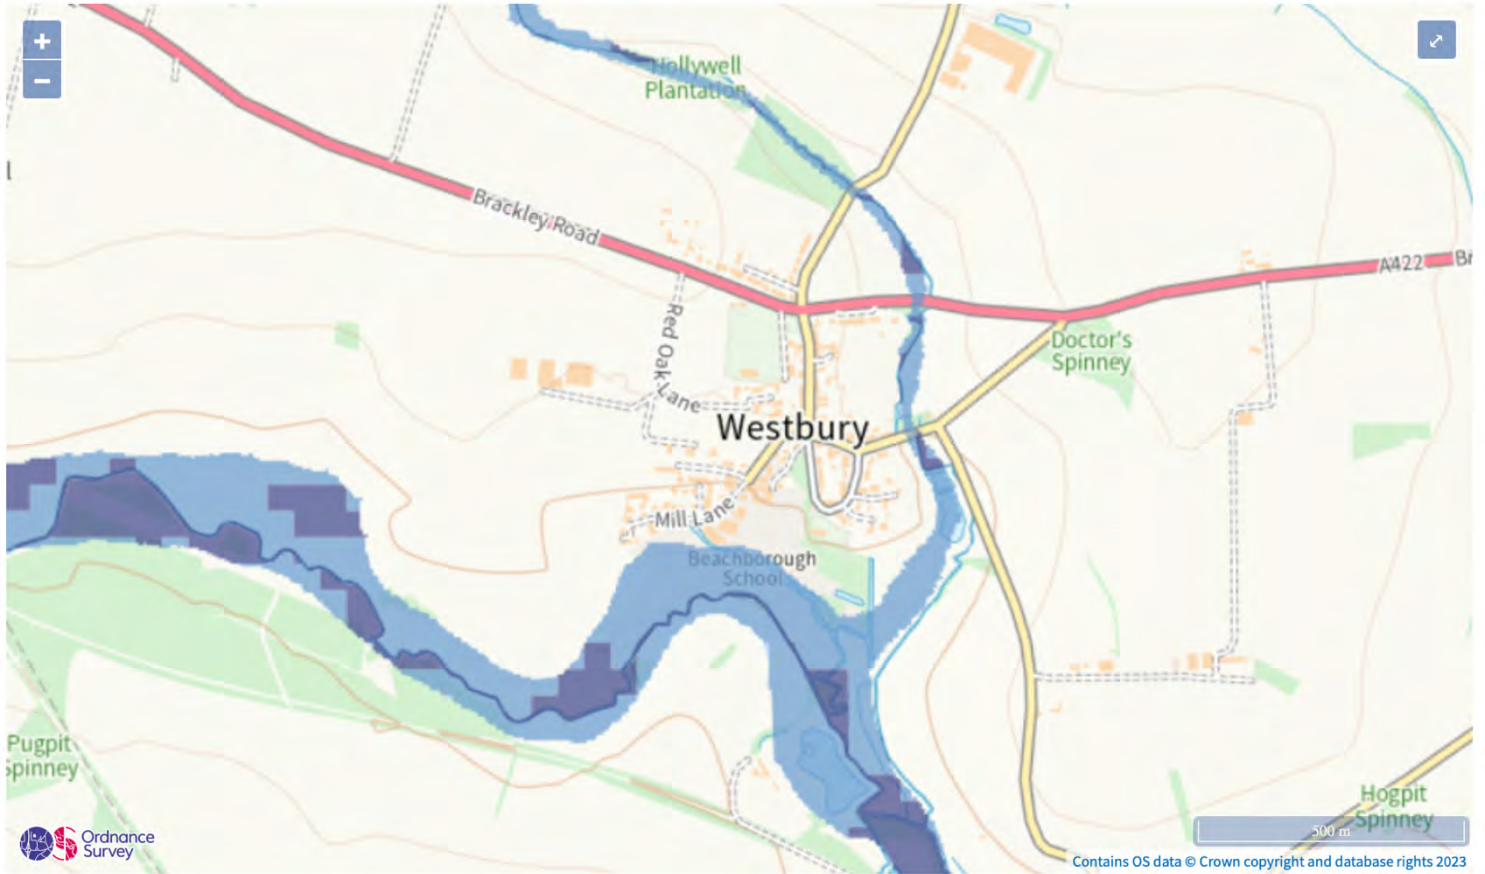 +
−
Hollywell
Plantation
l
Brackley Road
A422
Br
Red Oak Lane
Doctor's
Spinney
Westbury
Mill Lane
Beachborough
School
Pugpit
Spinney
Hogpit
Spinney
500 m
Ordnance
Survey
Contains OS data © Crown copyright and database rights 2023